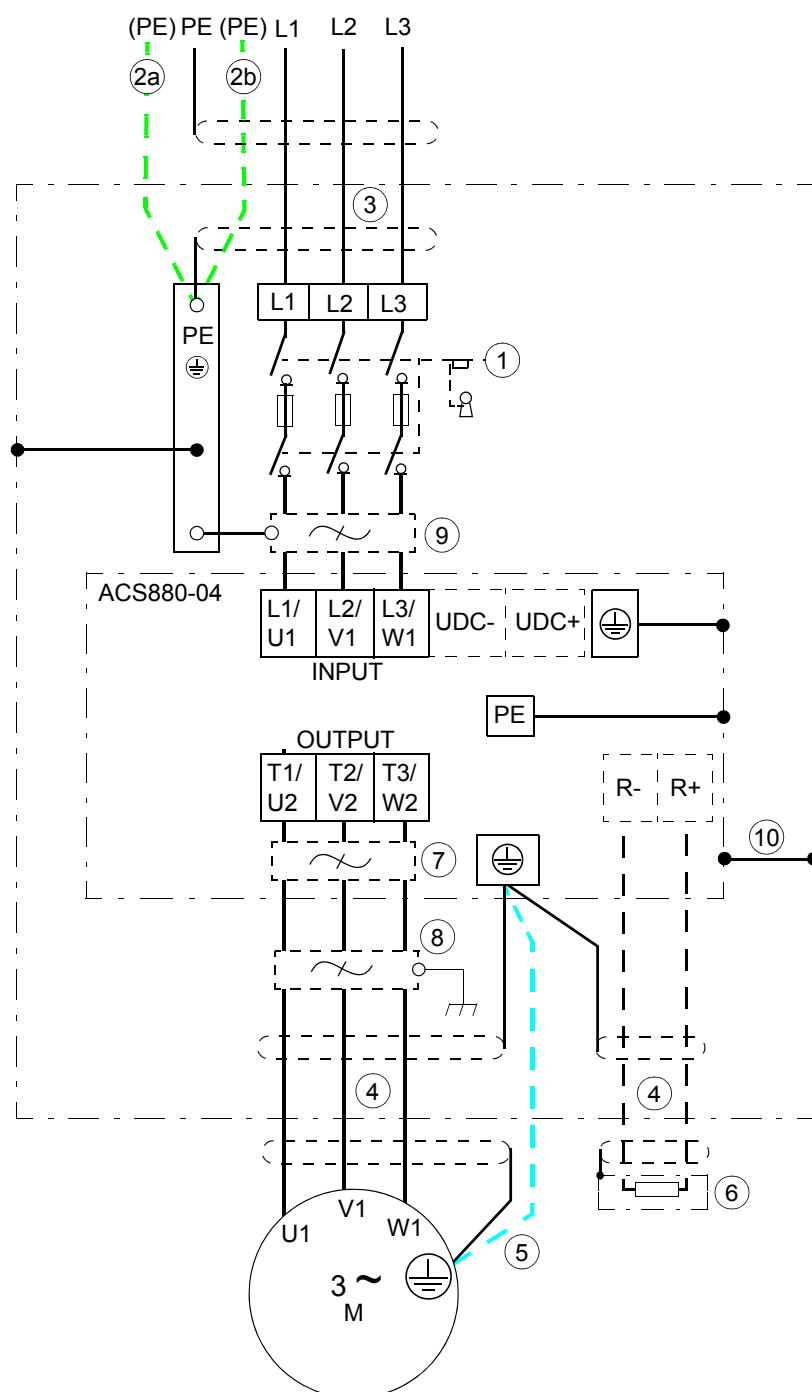 (PE) PE (PE) L1 L2 L3
2a 2b
3
L1 L2 L3
PE
1
9
ACS880-04
L1/ L2/ L3/
U1 V1 W1
UDC- UDC+
INPUT
PE
OUTPUT
T1/ T2/ T3/
U2 V2 W2
R- R+
10
7
8
4 4
6
U1 V1 W1
5
3 ~
M